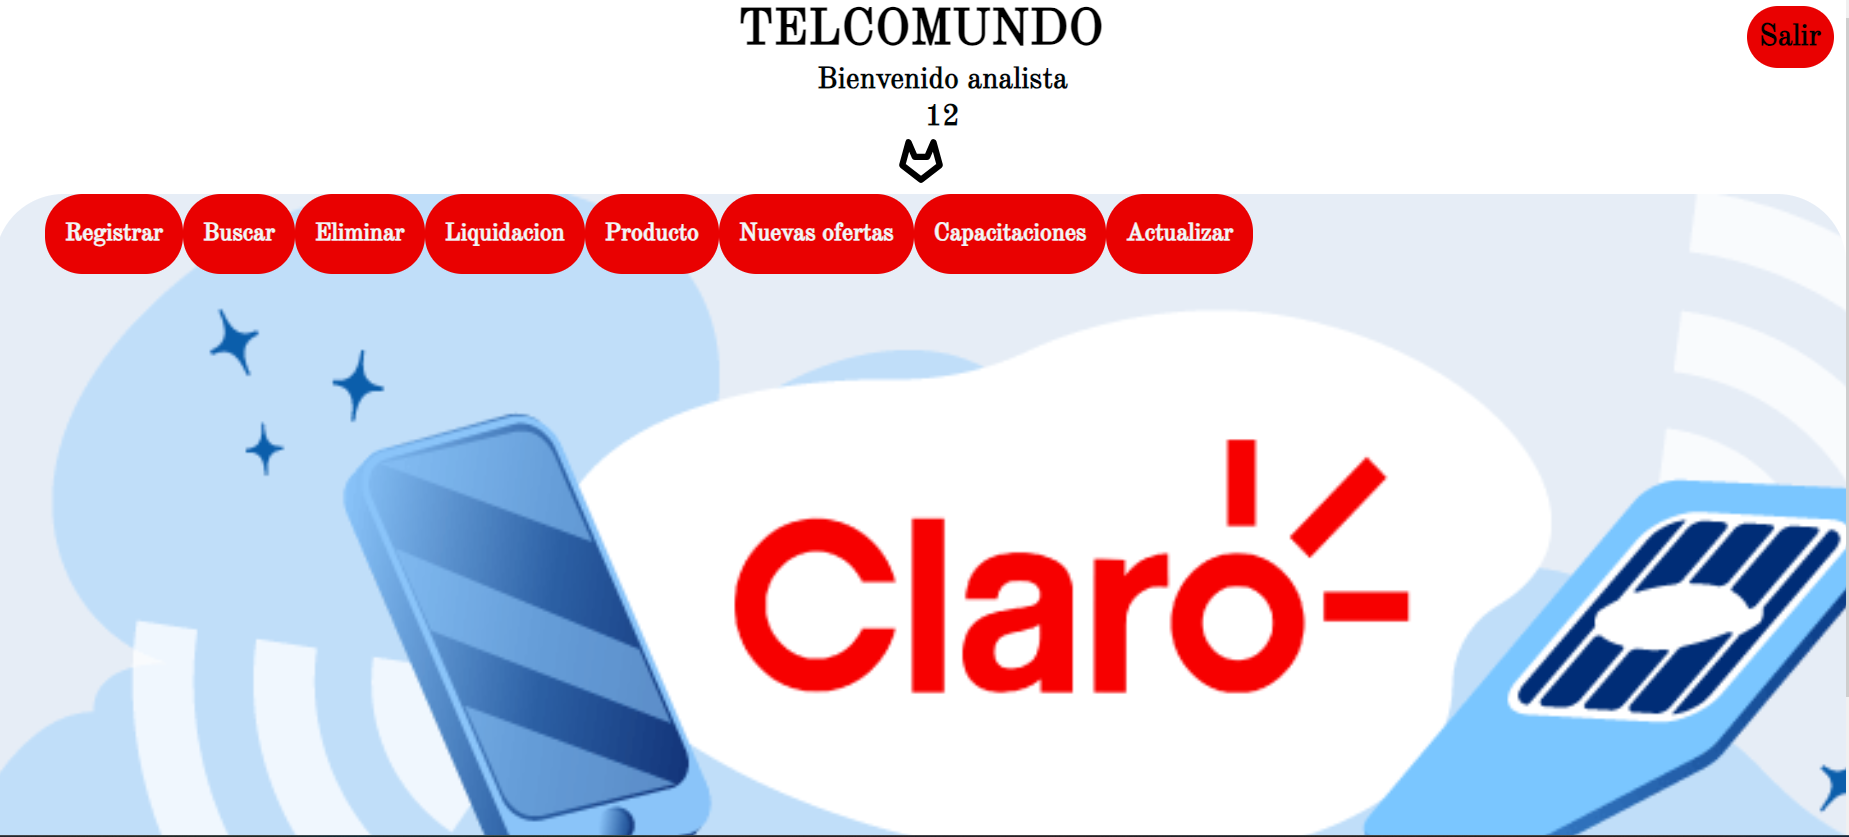 TELCOMUNDO
Salir
Bienvenido analista
12
Registrar Buscar Eliminar Liquidacion Producto Nuevas ofertas Capacitaciones Actualizar
Claro